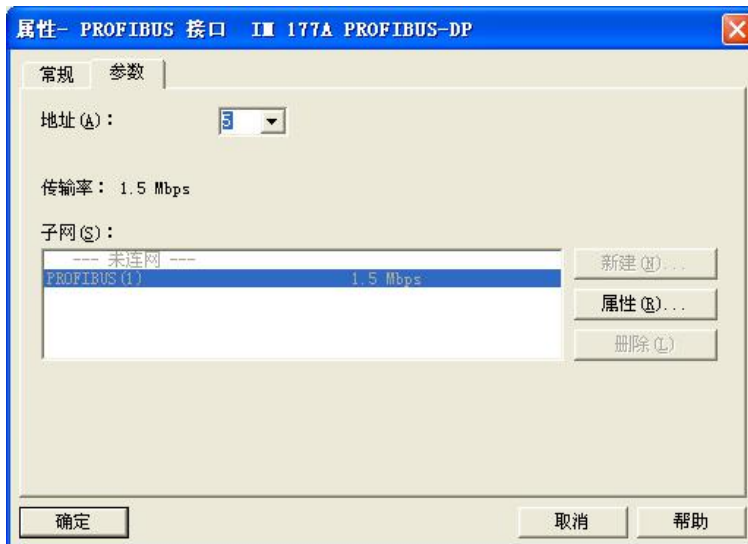 属性- PROFIBUS 接口  IM 177A PROFIBUS-DP
常规 参数
地址(A)： 5
传输率： 1.5 Mbps
子网(S)：
--- 未连网 ---
PROFIBUS(1) 1.5 Mbps
新建(N)...
属性(R)...
删除(L)
确定 取消 帮助